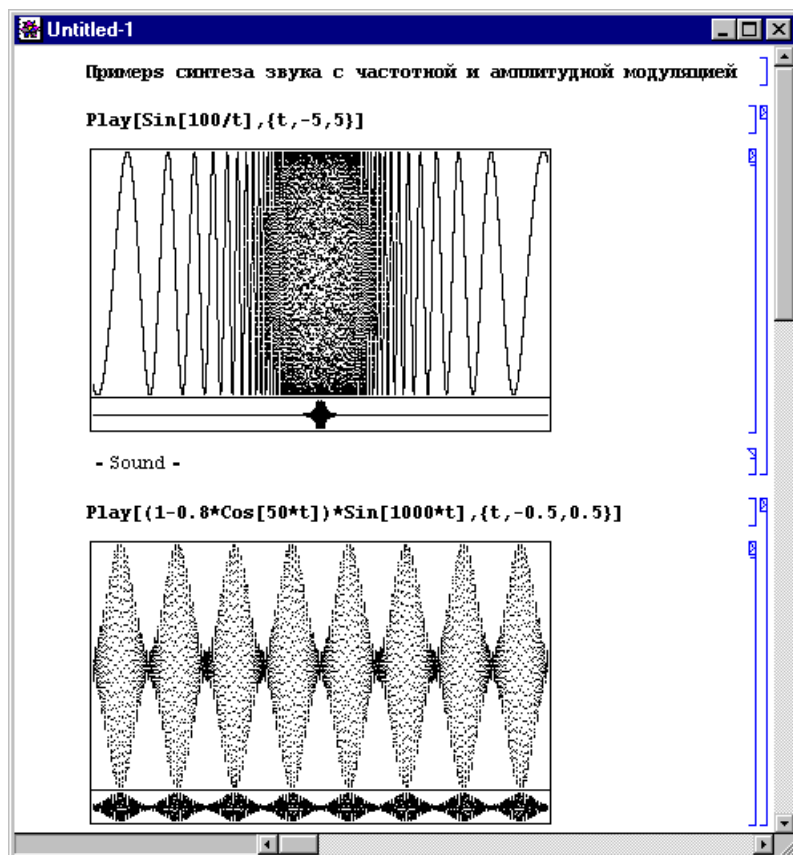 Untitled-1
Примерs синтеза звука с частотной и амплитудной модуляцией
Play[Sin[100/t],{t,-5,5}]
- Sound -
Play[(1-0.8*Cos[50*t])*Sin[1000*t],{t,-0.5,0.5}]